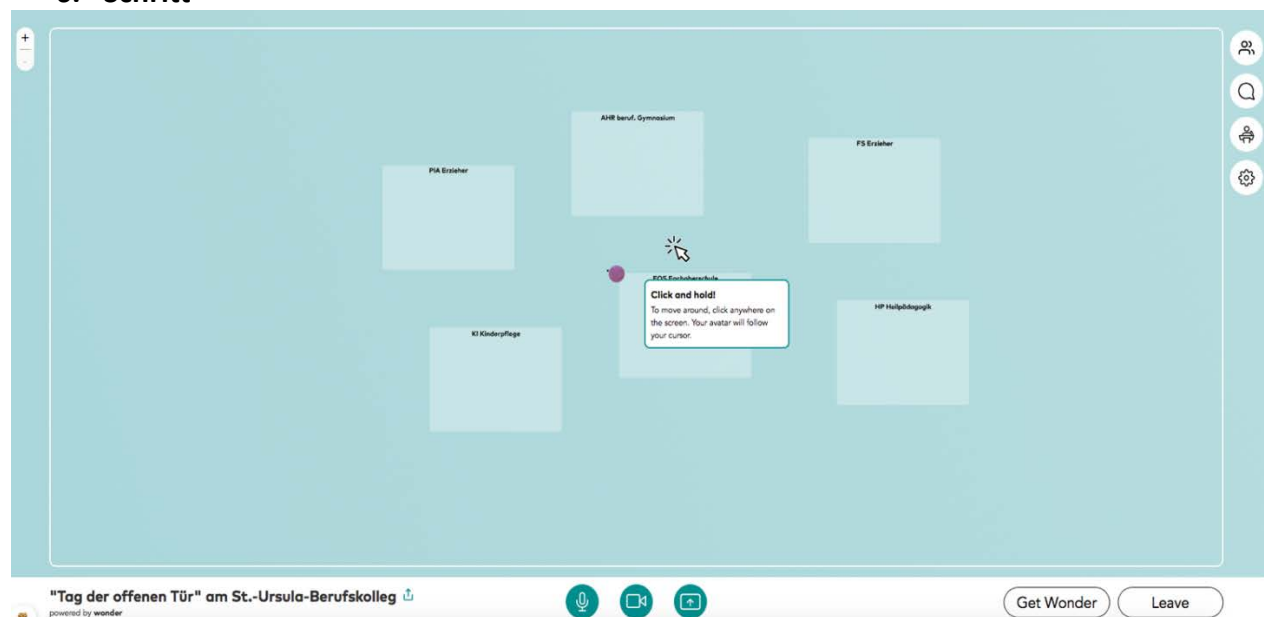 Schritt
+
-
AHR beruf. Gymnasium
FS Erzieher
PIA Erzieher
Click and hold!
To move around, click anywhere on
the screen. Your avatar will follow
your cursor.
HP Heilpädagogik
KI Kinderpflege
"Tag der offenen Tür" am St.-Ursula-Berufskolleg
powered by wonder
Get Wonder
Leave